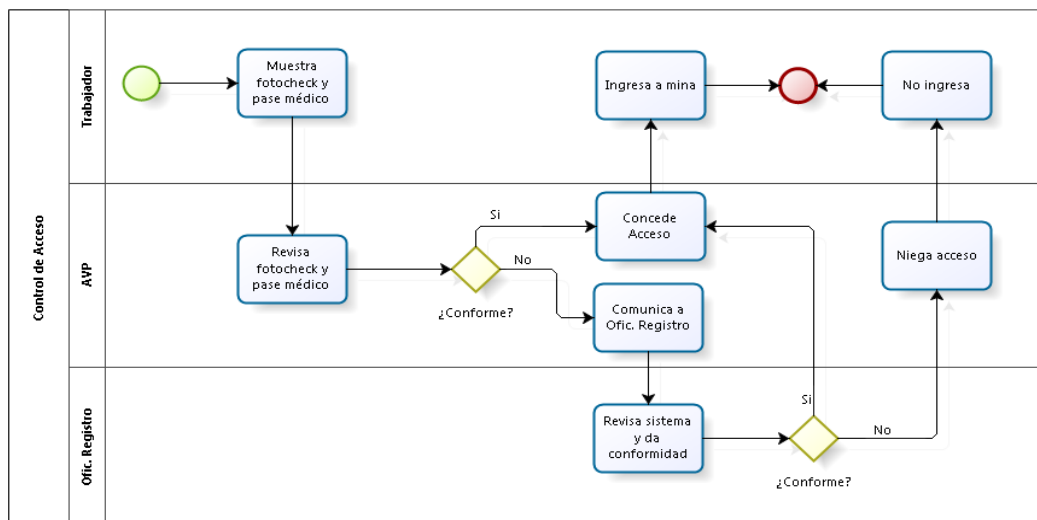 Control de Acceso
Trabajador
Muestra
fotocheck y
pase médico
Ingresa a mina
No ingresa
AVP
Revisa
fotocheck y
pase médico
¿Conforme?
Si
No
Concede
Acceso
Comunica a
Ofic. Registro
Niega acceso
Ofic. Registro
Revisa sistema
y da
conformidad
¿Conforme?
Si
No